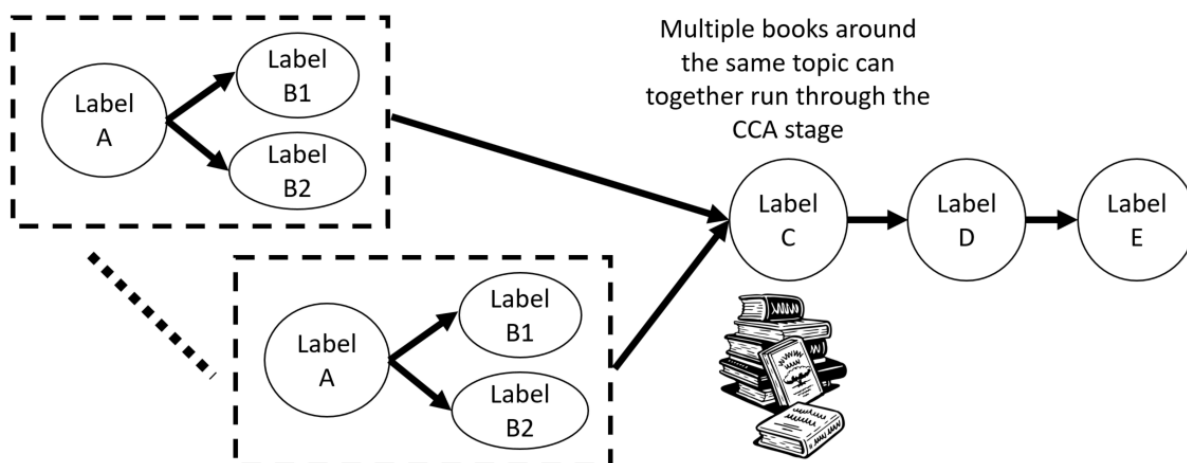 Label
A
Label
B1
Label
B2
Multiple books around
the same topic can
together run through the
CCA stage
Label
C
Label
D
Label
E
Label
A
Label
B1
Label
B2